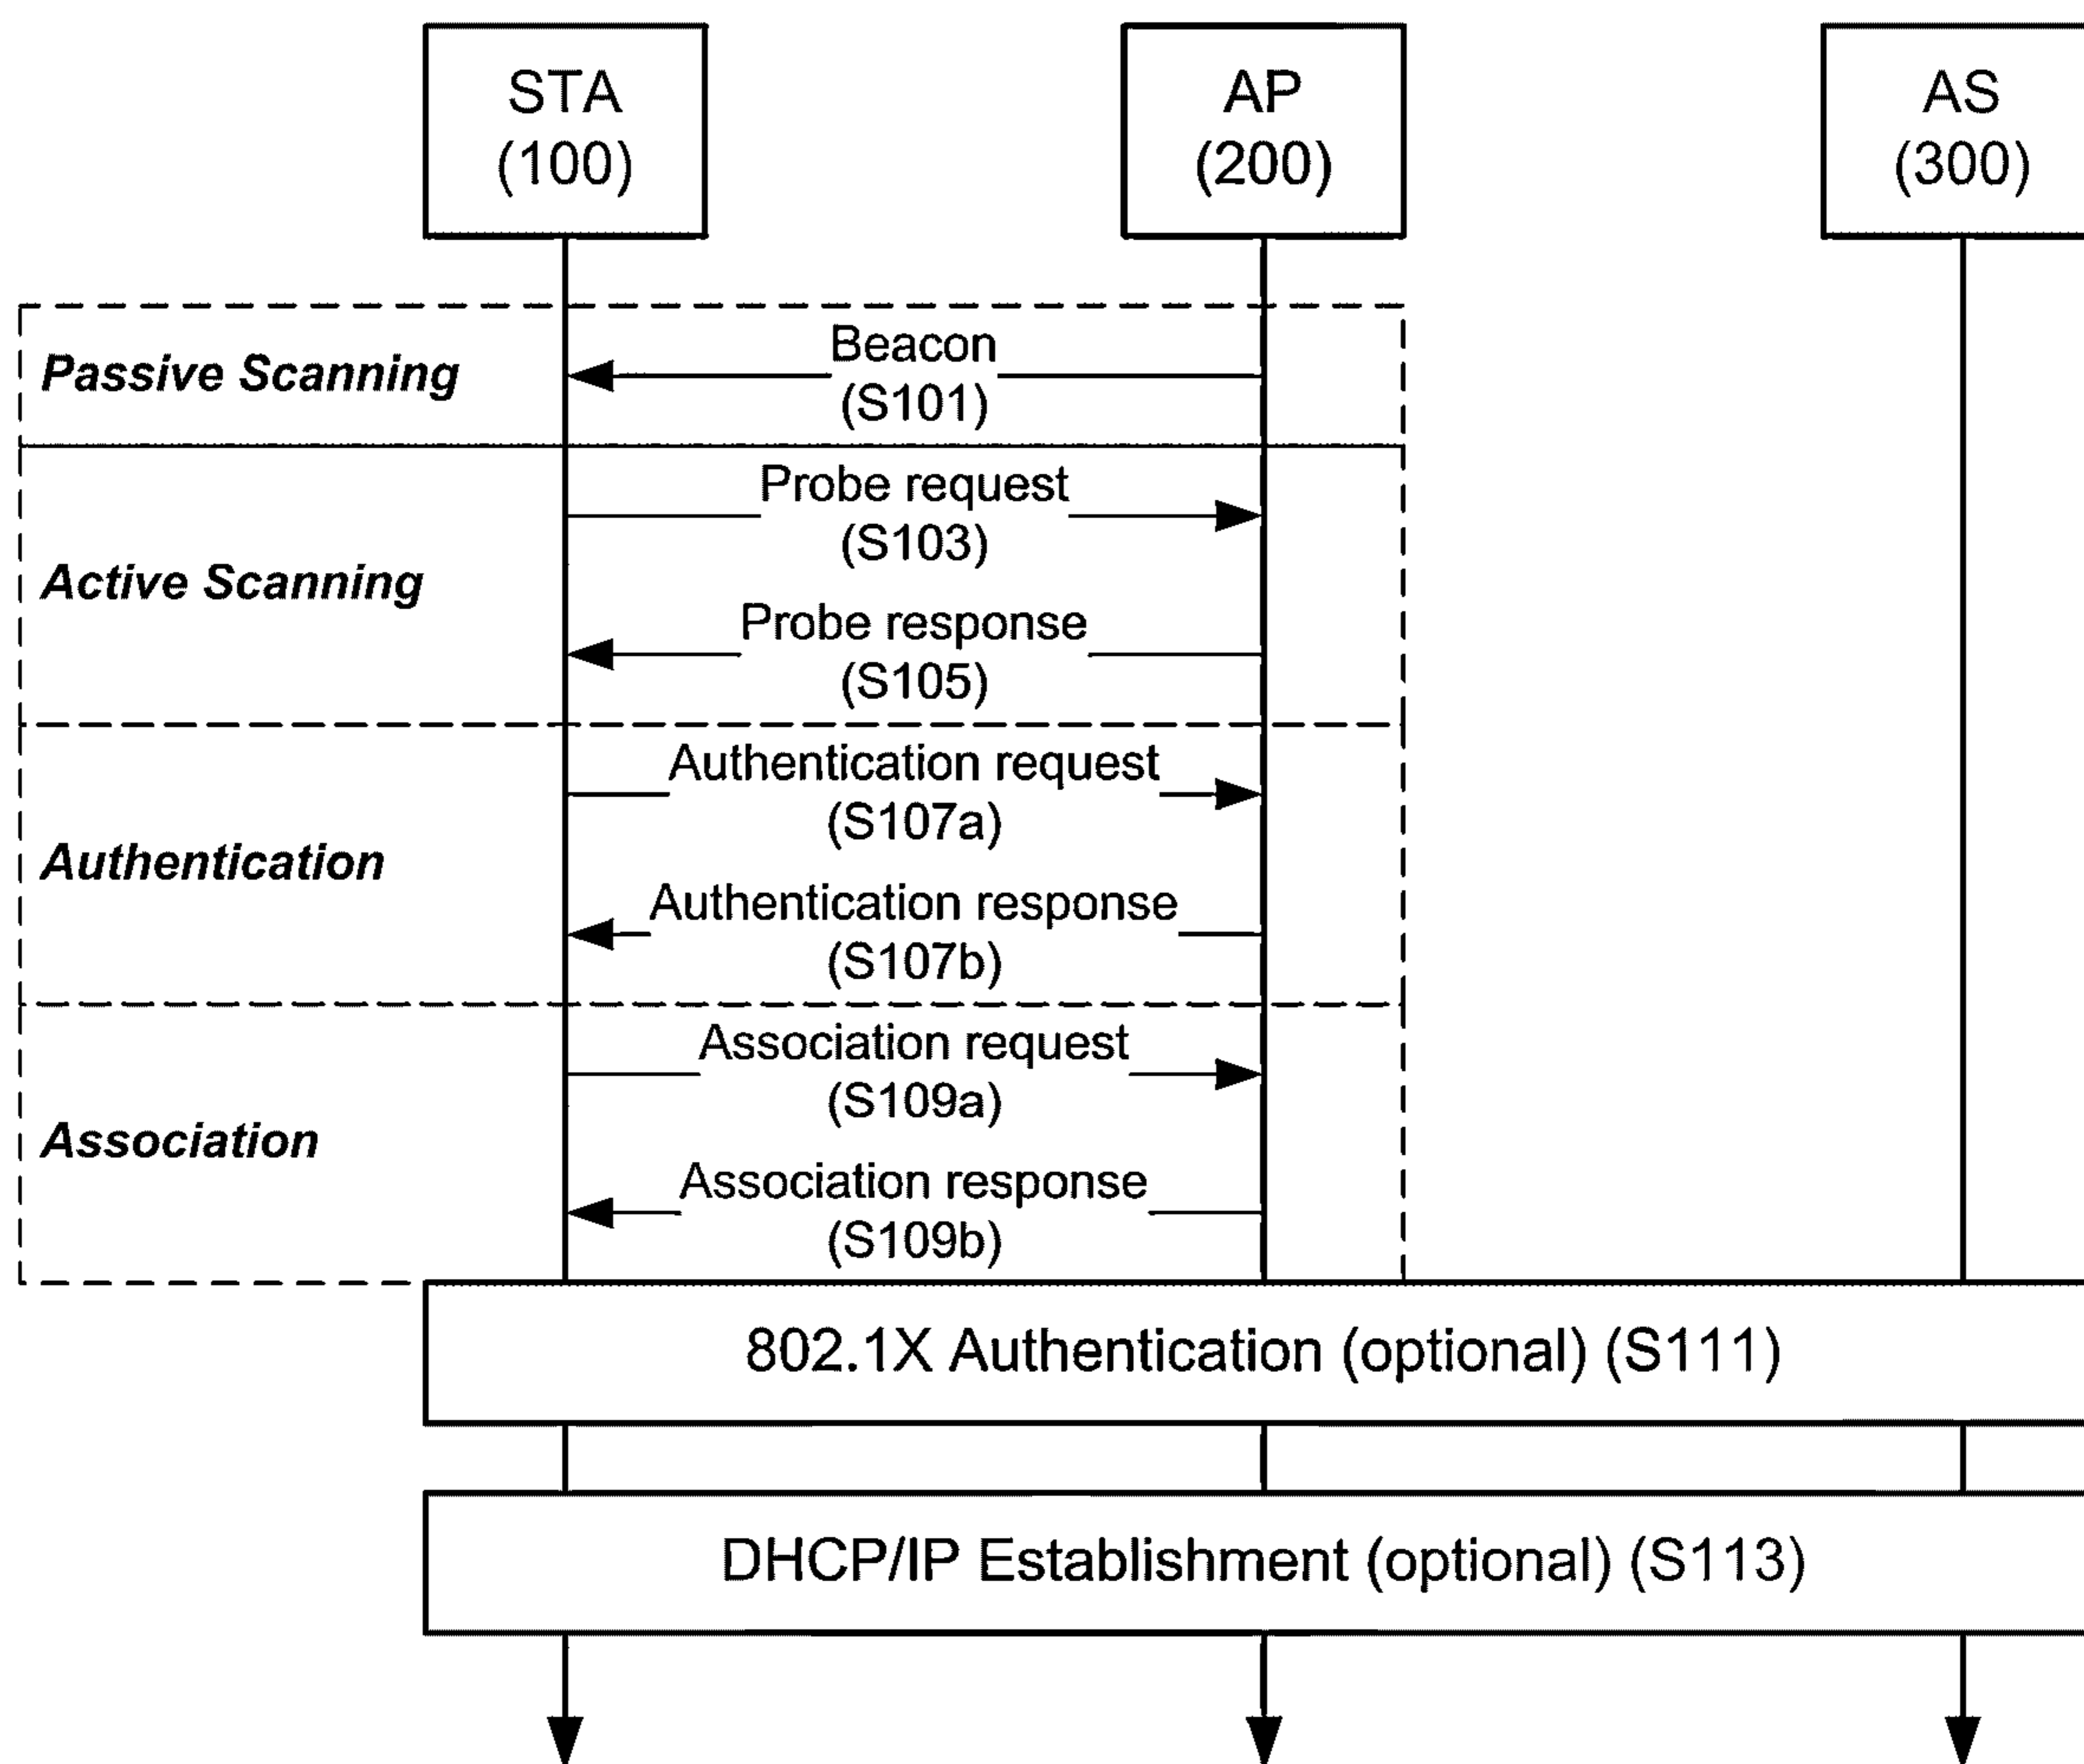 STA
(100)
AP
(200)
AS
(300)
Passive Scanning
Beacon
(S101)
Active Scanning
Probe request
(S103)
Probe response
(S105)
Authentication
Authentication request
(S107a)
Authentication response
(S107b)
Association
Association request
(S109a)
Association response
(S109b)
802.1X Authentication (optional) (S111)
DHCP/IP Establishment (optional) (S113)